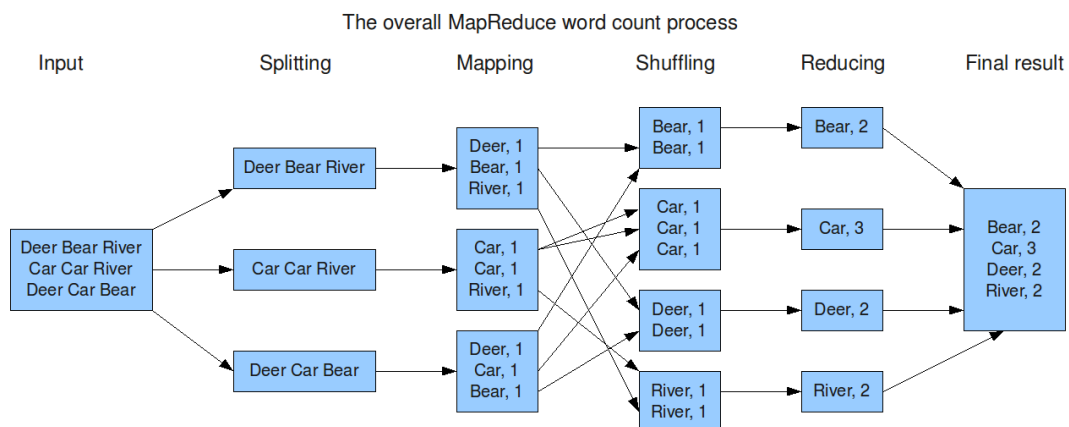 The overall MapReduce word count process
Input
Splitting
Mapping
Shuffling
Reducing
Final result
Deer Bear River
Car Car River
Deer Car Bear
Deer Bear River
Car Car River
Deer Car Bear
Deer, 1
Bear, 1
River, 1
Car, 1
Car, 1
River, 1
Deer, 1
Car, 1
Bear, 1
Bear, 1
Bear, 1
Car, 1
Car, 1
Car, 1
Deer, 1
Deer, 1
River, 1
River, 1
Bear, 2
Car, 3
Deer, 2
River, 2
Bear, 2
Car, 3
Deer, 2
River, 2